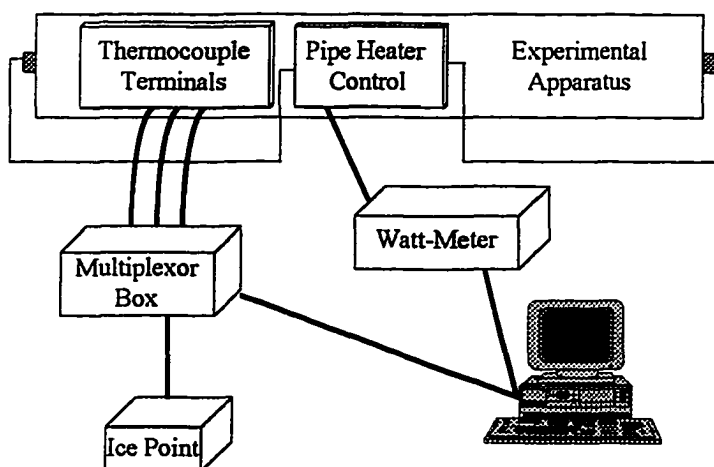 Thermocouple
Terminals
Pipe Heater
Control
Experimental
Apparatus
Multiplexor
Box
Watt-Meter
Ice Point